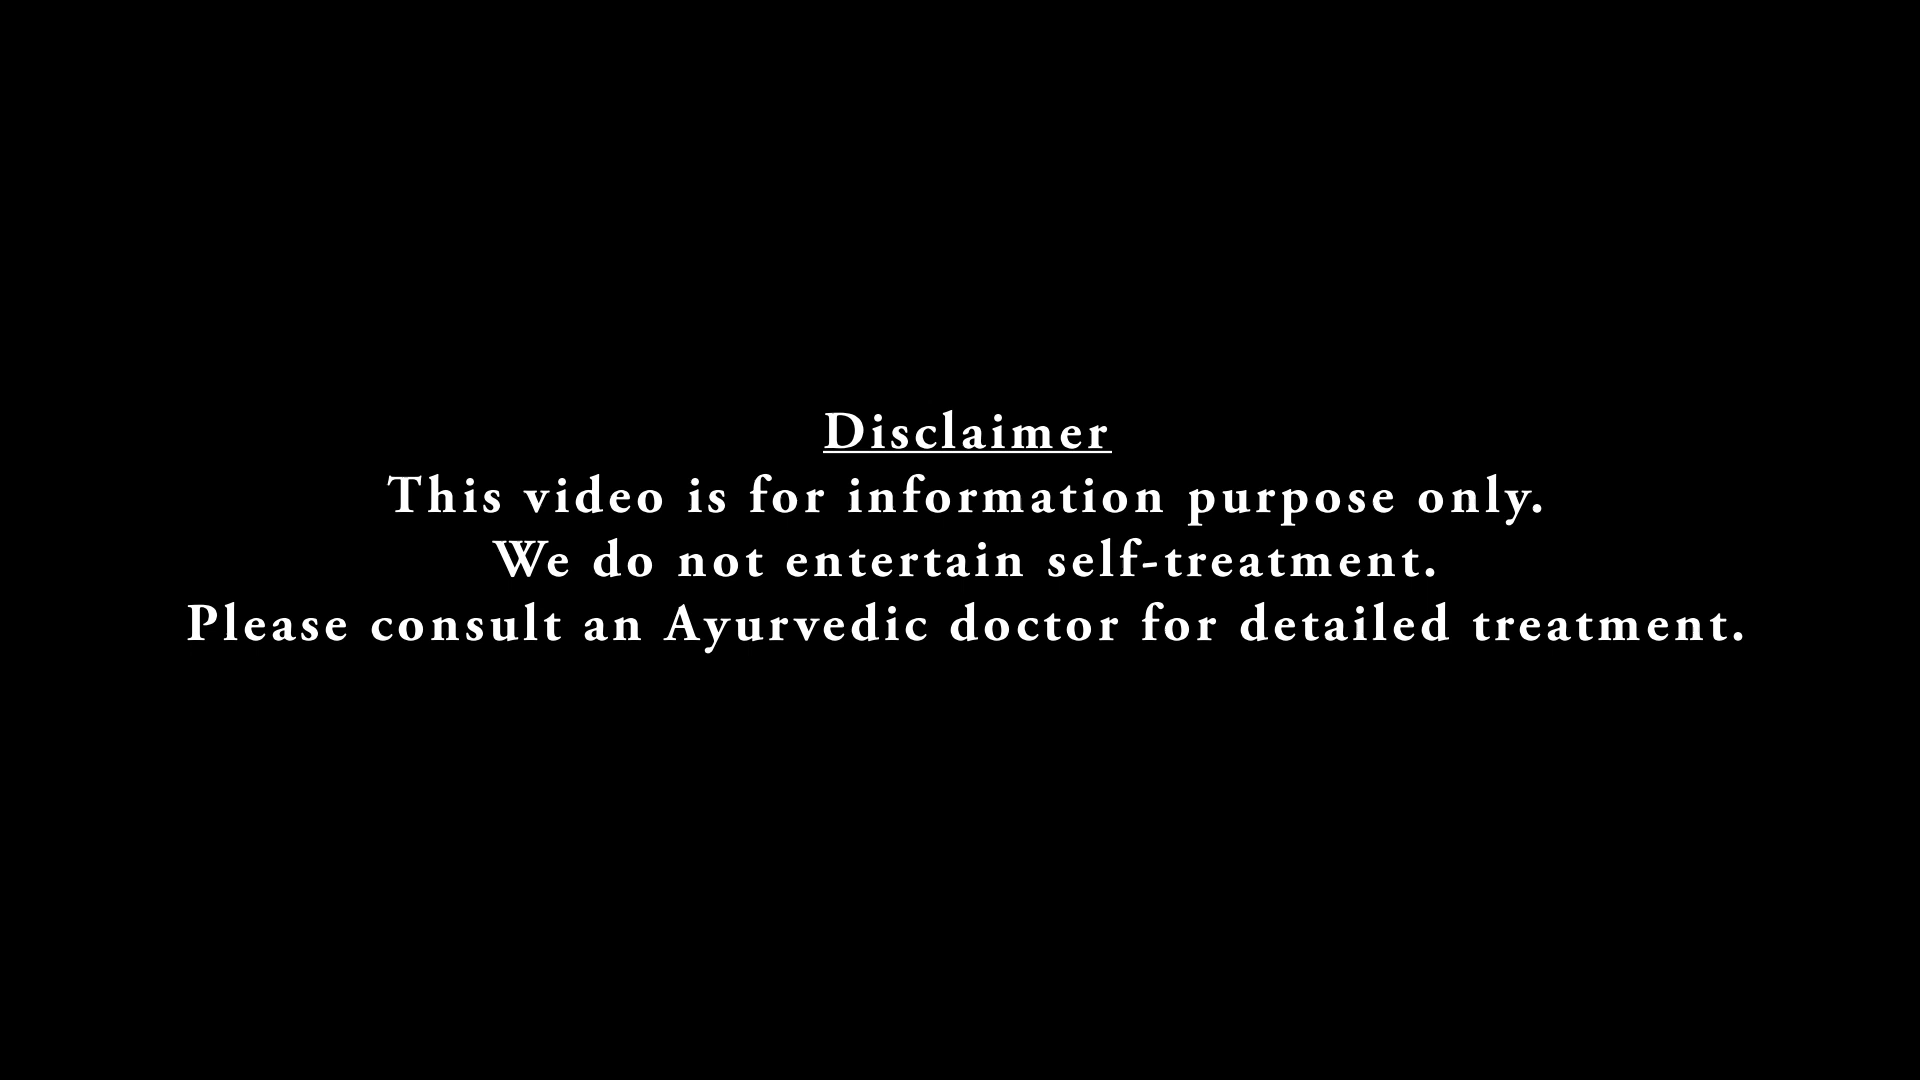 Disclaimer
This video is for information purpose only.
We do not entertain self-treatment.
Please consult an Ayurvedic doctor for detailed treatment.